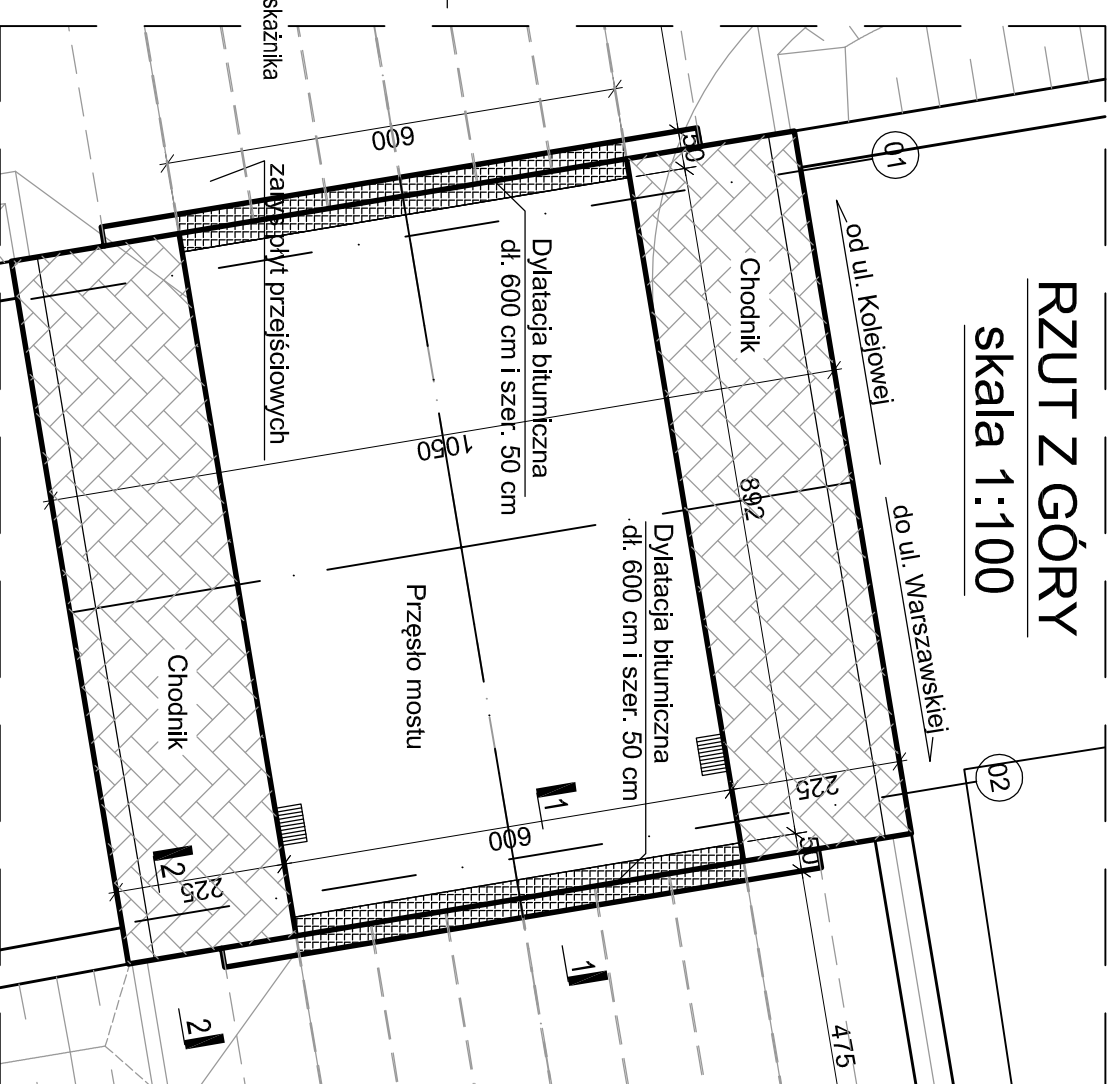 RZUT Z GÓRY
skala 1:100
od ul. Kolejowej
do ul. Warszawskiej
01
02
Chodnik
892
225
50
50
Dylatacja bitumiczna
dł. 600 cm i szer. 50 cm
Dylatacja bitumiczna
dł. 600 cm i szer. 50 cm
600
1050
600
Przęsło mostu
zarys płyt przejściowych
Chodnik
225
1
1
2
2
475
skaźnika